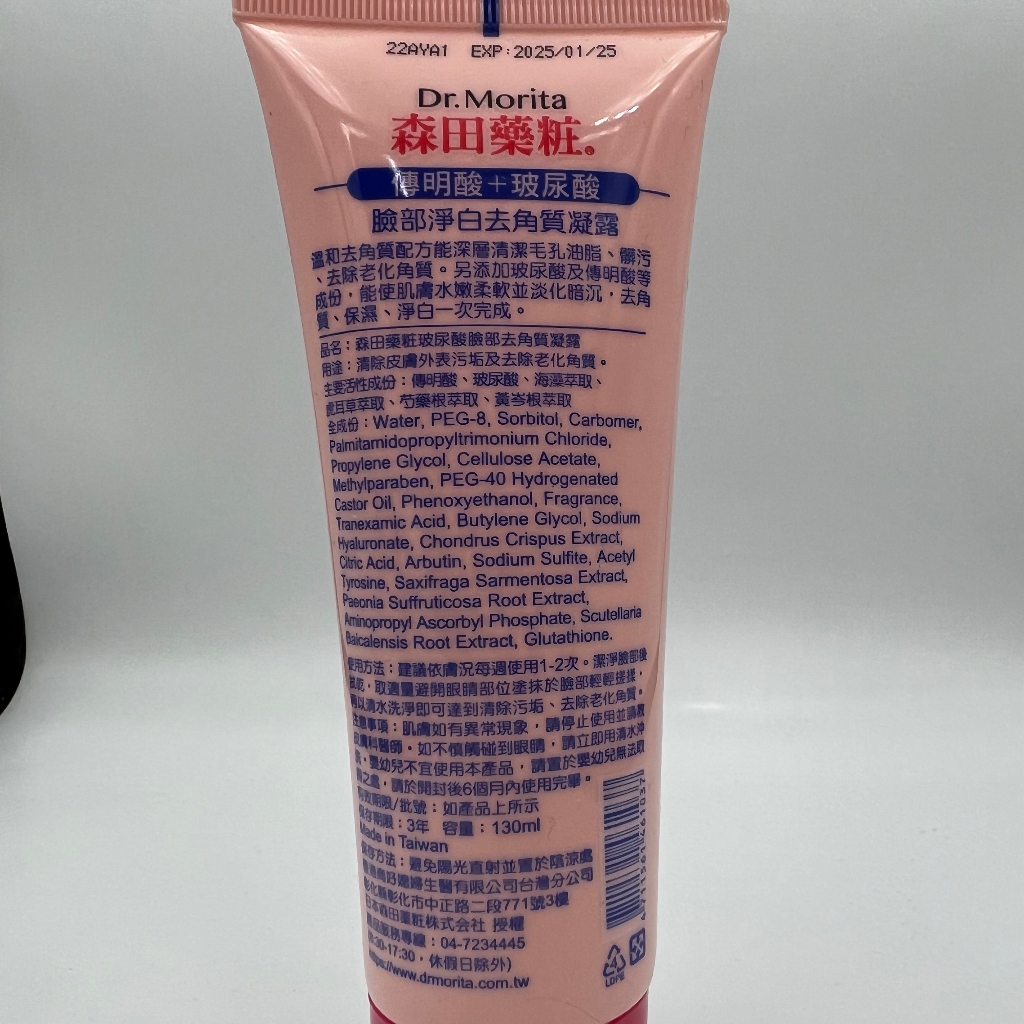 22AYA1 EXP:2025/01/25
Dr.Morita
森田藥粧®
傳明酸+玻尿酸
臉部淨白去角質凝露
溫和去角質配方能深層清潔毛孔油脂、髒污
、去除老化角質。另添加玻尿酸及傳明酸等
成份，能使肌膚水嫩柔軟並淡化暗沉，去角
質、保濕、淨白一次完成。
品名：森田藥粧玻尿酸臉部去角質凝露
用途：清除皮膚外表污垢及去除老化角質。
主要活性成份：傳明酸、玻尿酸、海藻萃取、
虎耳草萃取、芍藥根萃取、黃岑根萃取
全成份：Water, PEG-8, Sorbitol, Carbomer,
Palmitamidopropyltrimonium Chloride,
Propylene Glycol, Cellulose Acetate,
Methylparaben, PEG-40 Hydrogenated
Castor Oil, Phenoxyethanol, Fragrance,
Tranexamic Acid, Butylene Glycol, Sodium
Hyaluronate, Chondrus Crispus Extract,
Citric Acid, Arbutin, Sodium Sulfite, Acetyl
Tyrosine, Saxifraga Sarmentosa Extract,
Paeonia Suffruticosa Root Extract,
Aminopropyl Ascorbyl Phosphate, Scutellaria
Baicalensis Root Extract, Glutathione.
使用方法：建議依膚況每週使用1-2次。潔淨臉部後
拭乾，取適量避開眼睛部位塗抹於臉部輕輕搓揉，
再以清水洗淨即可達到清除污垢、去除老化角質。
注意事項：肌膚如有異常現象，請停止使用並請教
皮膚科醫師。如不慎觸碰到眼睛，請立即用清水沖
洗。嬰幼兒不宜使用本產品，請置於嬰幼兒無法取
得之處，請於開封後6個月內使用完畢。
有效期限/批號：如產品上所示
保存期限：3年 容量：130ml
Made in Taiwan
保存方法：避免陽光直射並置於陰涼處
生醫有限公司台灣分公司
彰化縣彰化市中正路二段771號3樓
日本森田藥粧株式会社 授權
產品服務專線：04-7234445
8:30-17:30，休假日除外)
https://www.drmorita.com.tw
4
LDPE